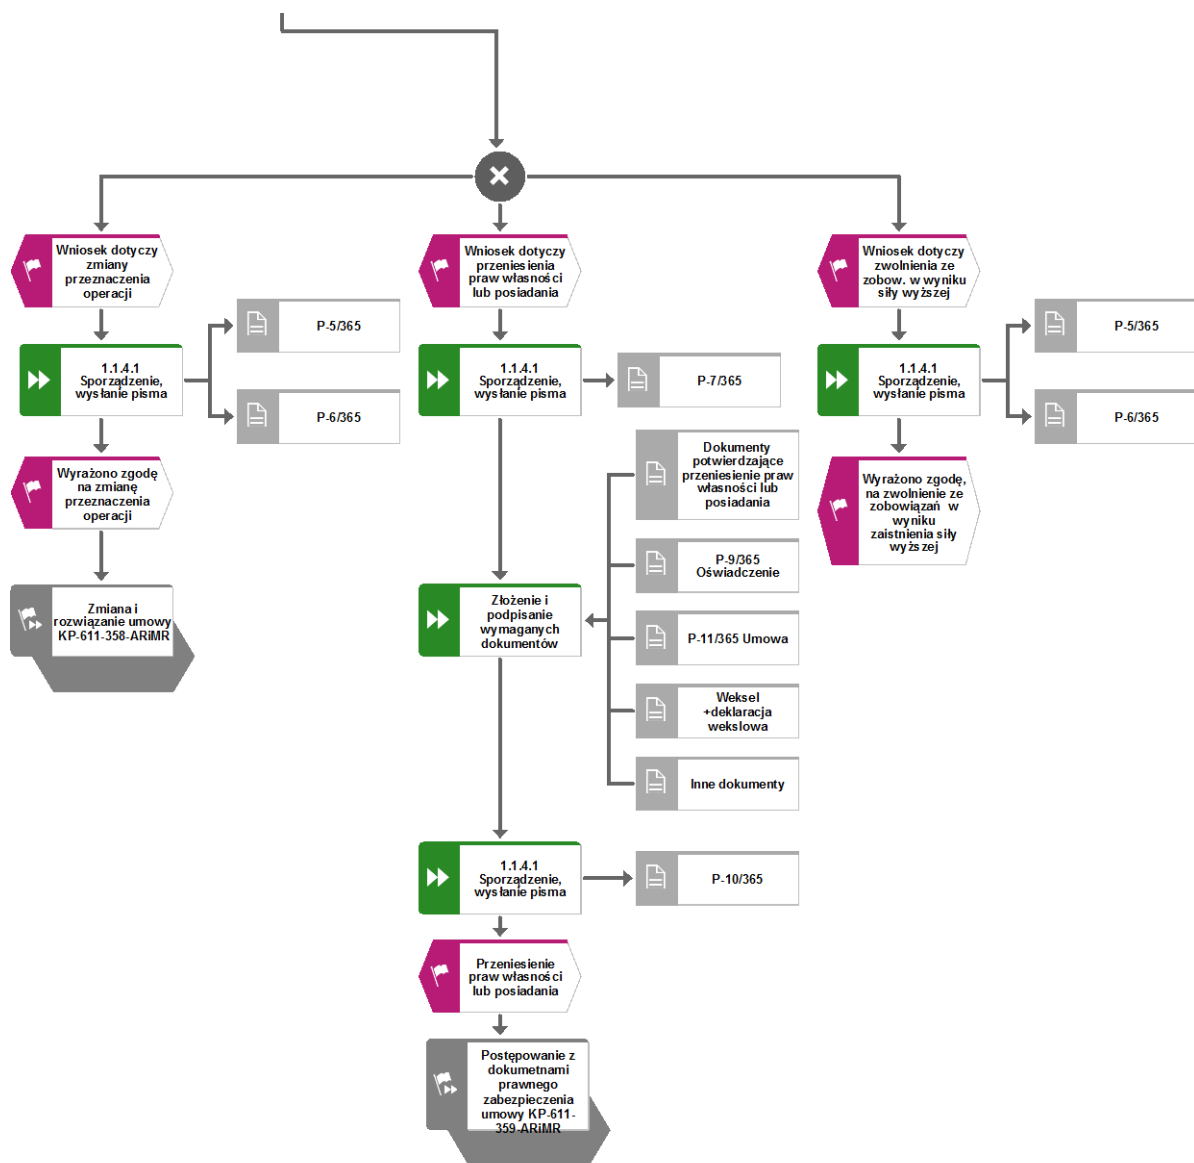 Wniosek dotyczy
zmiany
przeznaczenia
operacji
Wniosek dotyczy
przeniesienia
praw własności
lub posiadania
Wniosek dotyczy
zwolnienia ze
zobow. w wyniku
siły wyższej
1.1.4.1
Sporządzenie,
wysłanie pisma
P-5/365
P-6/365
1.1.4.1
Sporządzenie,
wysłanie pisma
P-7/365
1.1.4.1
Sporządzenie,
wysłanie pisma
P-5/365
P-6/365
Wyrażono zgodę
na zmianę
przeznaczenia
operacji
Dokumenty
potwierdzające
przeniesienie praw
własności lub
posiadania
Wyrażono zgodę,
na zwolnienie ze
zobowiązań w
wyniku
zaistnienia siły
wyższej
Zmiana i
rozwiązanie umowy
KP-611-358-ARiMR
Złożenie i
podpisanie
wymaganych
dokumentów
P-9/365
Oświadczenie
P-11/365 Umowa
Weksel
+deklaracja
wekslowa
Inne dokumenty
1.1.4.1
Sporządzenie,
wysłanie pisma
P-10/365
Przeniesienie
praw własności
lub posiadania
Postępowanie z
dokumetnami
prawnego
zabezpieczenia
umowy KP-611-
359-ARiMR